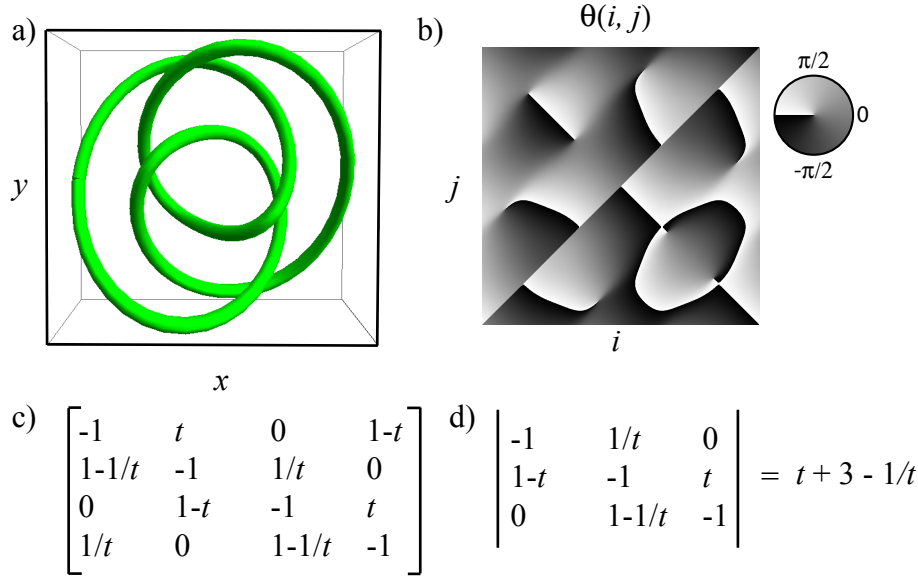 a)
b)
θ(i, j)
π/2
0
-π/2
y
j
x
i
c)
-1 t 0 1-t
1-1/t -1 1/t 0
0 1-t -1 t
1/t 0 1-1/t -1
d)
-1 1/t 0
1-t -1 t
0 1-1/t -1
= t + 3 - 1/t